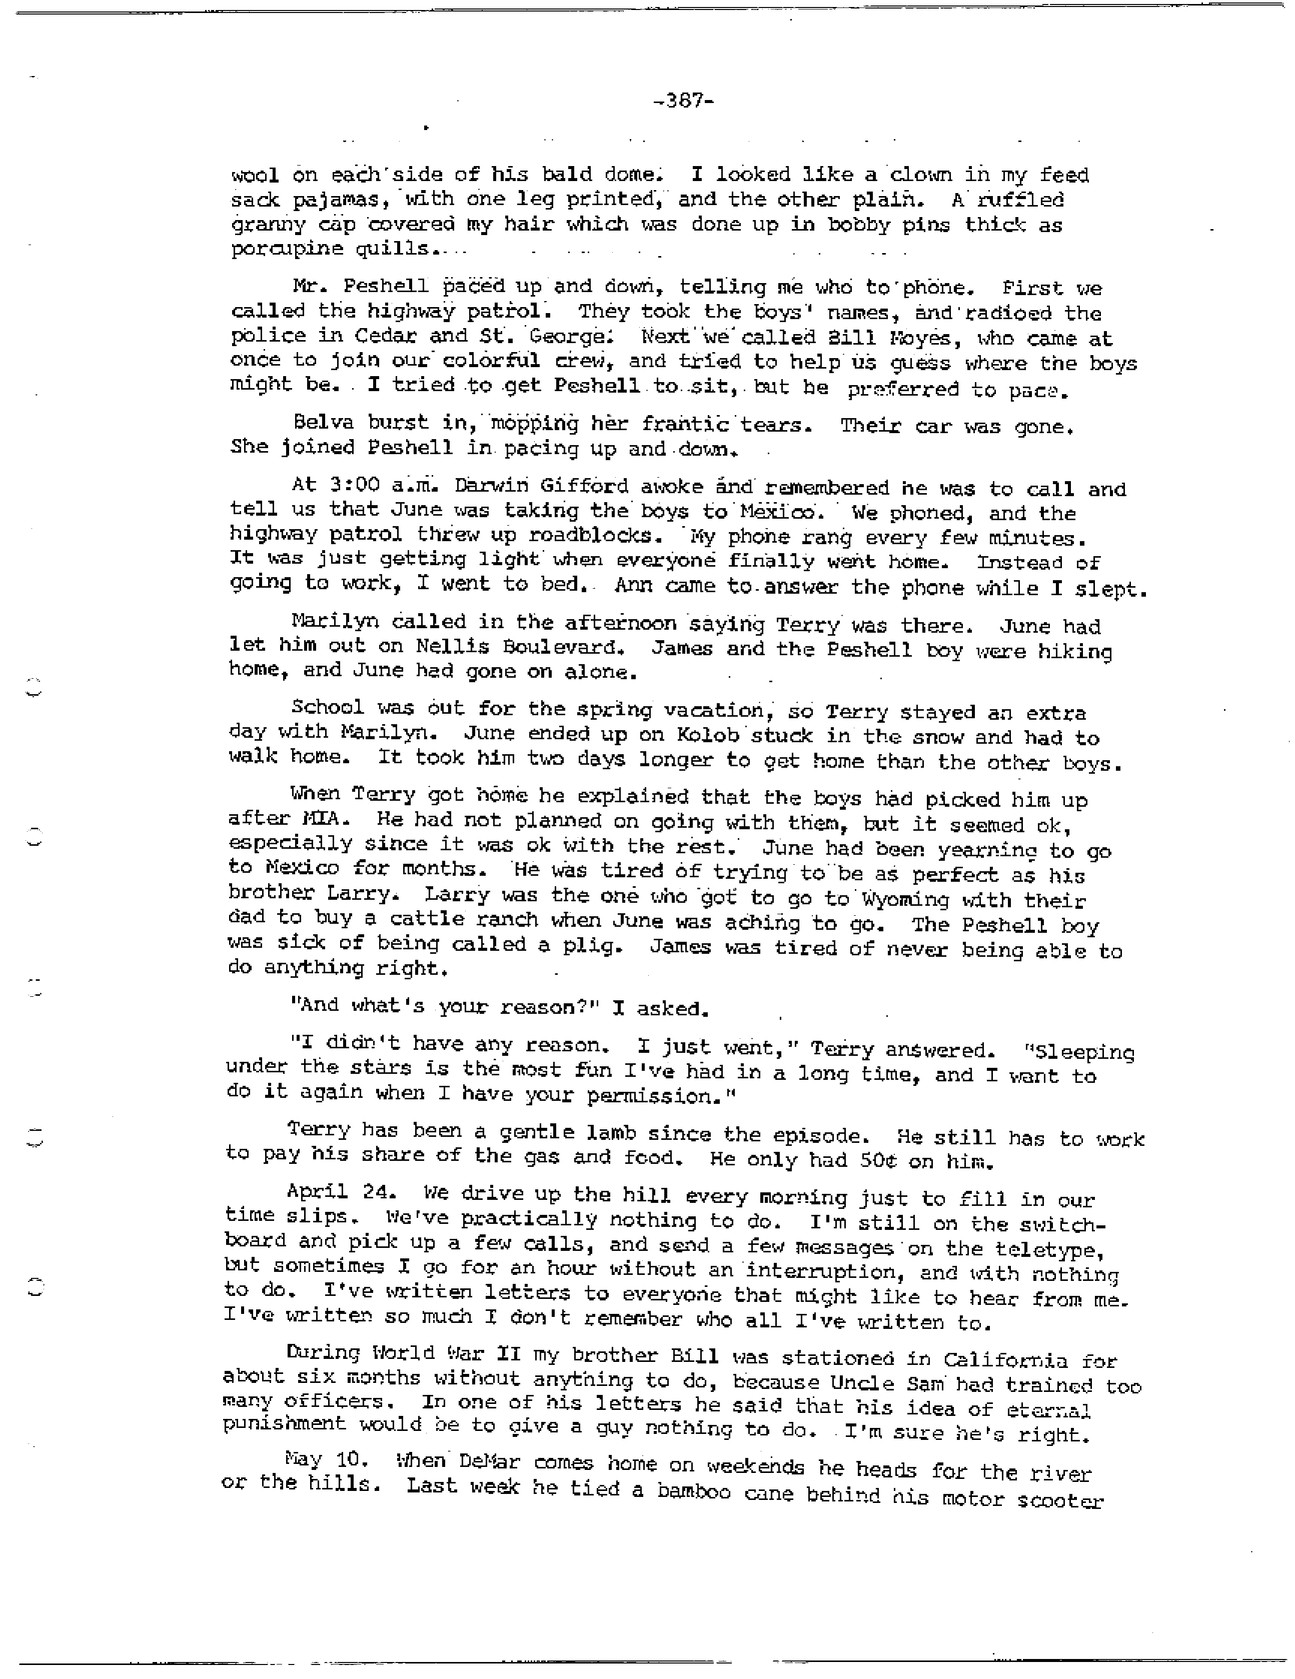 -387-
wool on each side of his bald dome. I looked like a clown in my feed
sack pajamas, with one leg printed, and the other plain. A ruffled
granny cap covered my hair which was done up in bobby pins thick as
porcupine quills.
Mr. Peshell paced up and down, telling me who to phone. First we
called the highway patrol. They took the boys' names, and radioed the
police in Cedar and St. George. Next we called Bill Moyes, who came at
once to join our colorful crew, and tried to help us guess where the boys
might be. I tried to get Peshell to sit, but he preferred to pace.
Belva burst in, mopping her frantic tears. Their car was gone.
She joined Peshell in pacing up and down.
At 3:00 a.m. Darwin Gifford awoke and remembered he was to call and
tell us that June was taking the boys to Mexico. We phoned, and the
highway patrol threw up roadblocks. My phone rang every few minutes.
It was just getting light when everyone finally went home. Instead of
going to work, I went to bed. Ann came to answer the phone while I slept.
Marilyn called in the afternoon saying Terry was there. June had
let him out on Nellis Boulevard. James and the Peshell boy were hiking
home, and June had gone on alone.
School was out for the spring vacation, so Terry stayed an extra
day with Marilyn. June ended up on Kolob stuck in the snow and had to
walk home. It took him two days longer to get home than the other boys.
When Terry got home he explained that the boys had picked him up
after MIA. He had not planned on going with them, but it seemed ok,
especially since it was ok with the rest. June had been yearning to go
to Mexico for months. He was tired of trying to be as perfect as his
brother Larry. Larry was the one who got to go to Wyoming with their
dad to buy a cattle ranch when June was aching to go. The Peshell boy
was sick of being called a plig. James was tired of never being able to
do anything right.
"And what's your reason?" I asked.
"I didn't have any reason. I just went," Terry answered. "Sleeping
under the stars is the most fun I've had in a long time, and I want to
do it again when I have your permission."
Terry has been a gentle lamb since the episode. He still has to work
to pay his share of the gas and food. He only had 50¢ on him.
April 24. We drive up the hill every morning just to fill in our
time slips. We've practically nothing to do. I'm still on the switch-
board and pick up a few calls, and send a few messages on the teletype,
but sometimes I go for an hour without an interruption, and with nothing
to do. I've written letters to everyone that might like to hear from me.
I've written so much I don't remember who all I've written to.
During World War II my brother Bill was stationed in California for
about six months without anything to do, because Uncle Sam had trained too
many officers. In one of his letters he said that his idea of eternal
punishment would be to give a guy nothing to do. I'm sure he's right.
May 10. When DeMar comes home on weekends he heads for the river
or the hills. Last week he tied a bamboo cane behind his motor scooter